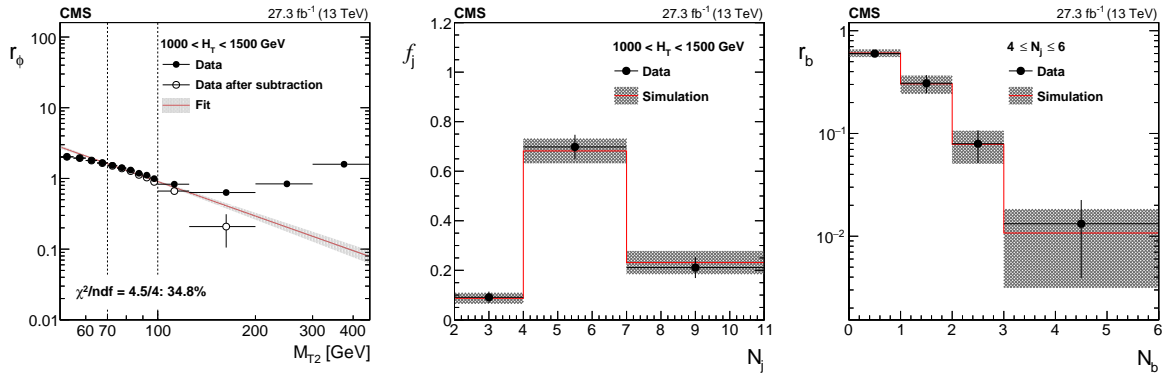 CMS 27.3 fb⁻¹ (13 TeV)
r_ϕ
100
10
1
0.1
0.01
1000 < H_T < 1500 GeV
Data
Data after subtraction
Fit
χ²/ndf = 4.5/4: 34.8%
60 70 100 200 300 400
M_T2 [GeV]
CMS 27.3 fb⁻¹ (13 TeV)
f_j
1
0.8
0.6
0.4
0.2
0
1000 < H_T < 1500 GeV
Data
Simulation
2 3 4 5 6 7 8 9 10 11
N_j
CMS 27.3 fb⁻¹ (13 TeV)
r_b
1
10⁻¹
10⁻²
4 ≤ N_j ≤ 6
Data
Simulation
0 1 2 3 4 5 6
N_b